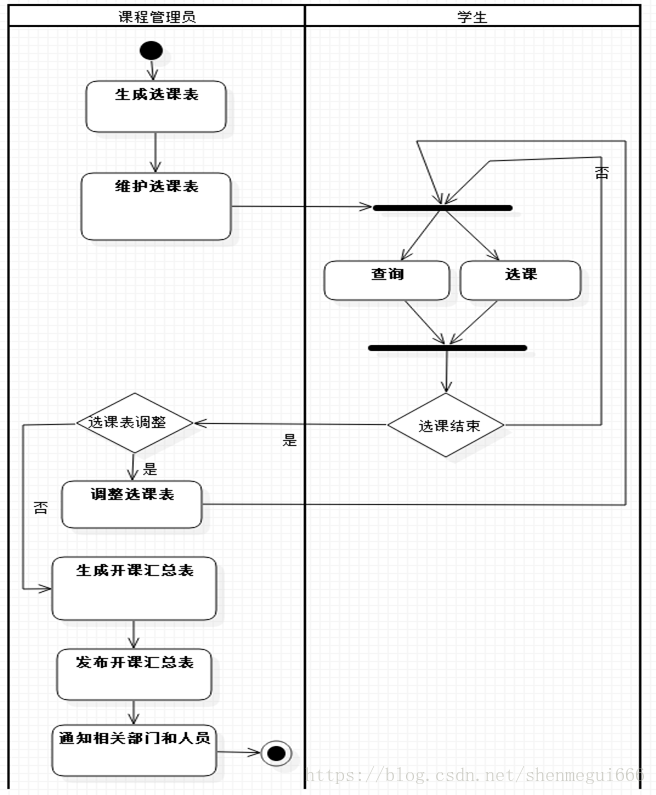 课程管理员
学生
生成选课表
维护选课表
否
查询
选课
选课表调整
选课结束
是
是
调整选课表
否
生成开课汇总表
发布开课汇总表
通知相关部门和人员
https://blog.csdn.net/shenmegui666